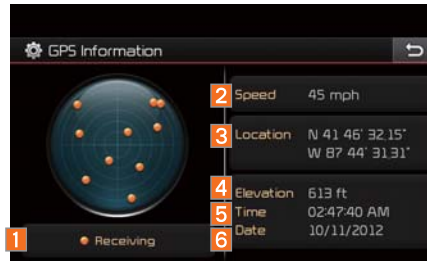 GPS Information
2 Speed 45 mph
3 Location N 41 46' 32.15"
W 87 44' 31.31"
4 Elevation 613 ft
5 Time 02:47:40 AM
1 Receiving
6 Date 10/11/2012